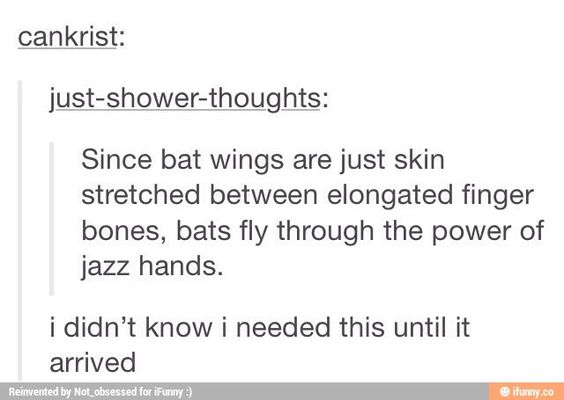 cankrist:
just-shower-thoughts:
Since bat wings are just skin
stretched between elongated finger
bones, bats fly through the power of
jazz hands.
i didn't know i needed this until it
arrived
Reinvented by Not_obsessed for iFunny :)
ifunny.co